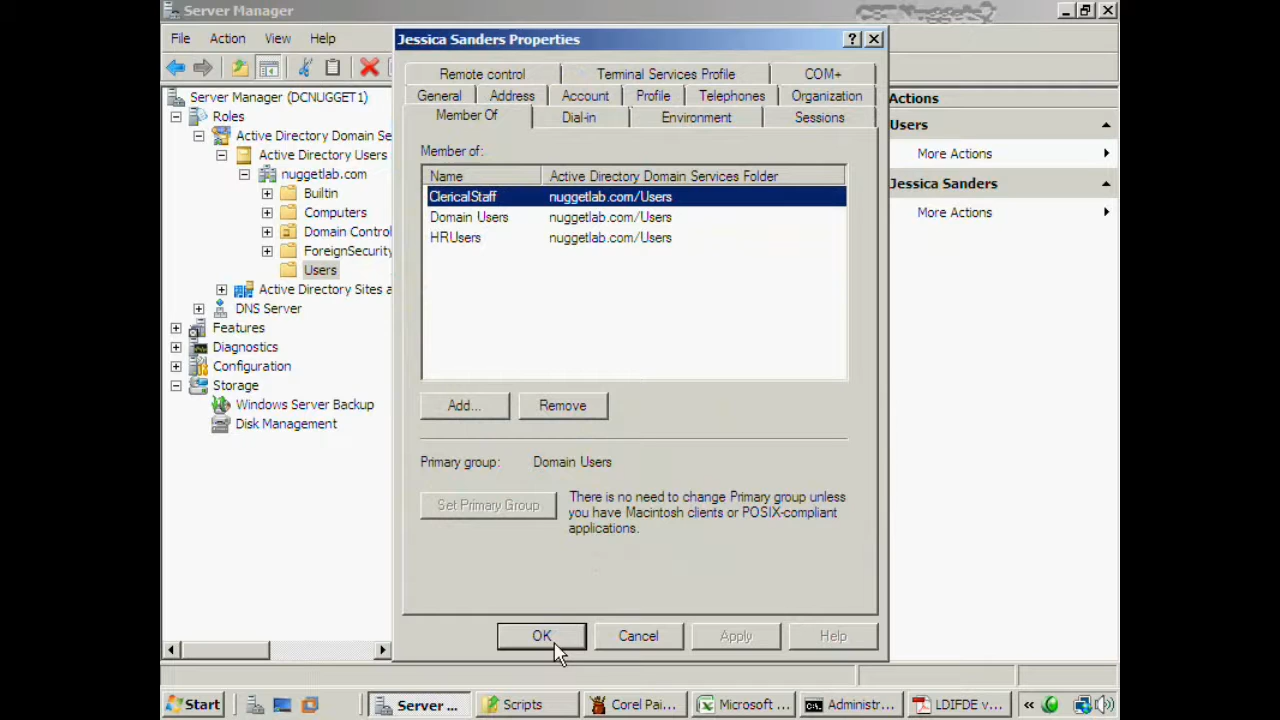 Server Manager
File Action View Help
Server Manager (DCNUGGET1)
Roles
Active Directory Domain Se
Active Directory Users
nuggetlab.com
Builtin
Computers
Domain Control
ForeignSecurity
Users
Active Directory Sites a
DNS Server
Features
Diagnostics
Configuration
Storage
Windows Server Backup
Disk Management
Jessica Sanders Properties
Remote control Terminal Services Profile COM+
General Address Account Profile Telephones Organization
Member Of Dial-in Environment Sessions
Member of:
Name Active Directory Domain Services Folder
ClericalStaff nuggetlab.com/Users
Domain Users nuggetlab.com/Users
HRUsers nuggetlab.com/Users
Add... Remove
Primary group: Domain Users
Set Primary Group
There is no need to change Primary group unless
you have Macintosh clients or POSIX-compliant
applications.
OK Cancel Apply Help
Actions
Users
More Actions
Jessica Sanders
More Actions
Start Server ... Scripts Corel Pai... Microsoft ... Administr... LDIFDE v... «